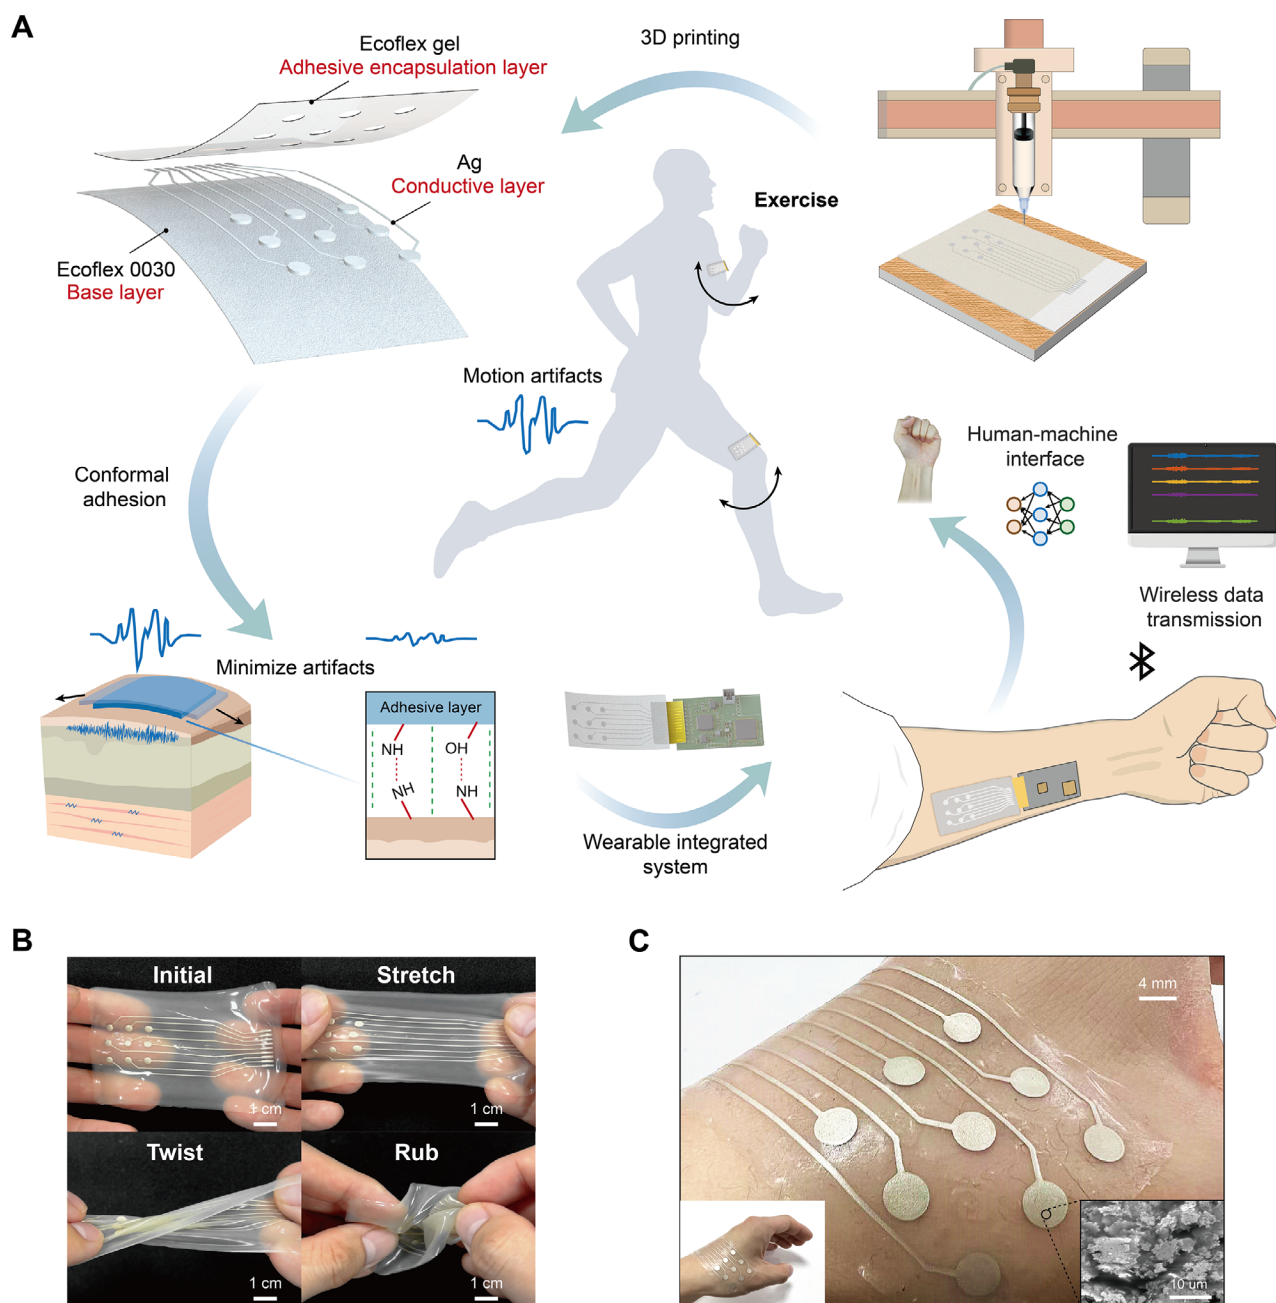 A
Ecoflex gel
Adhesive encapsulation layer
3D printing
Ag
Conductive layer
Exercise
Ecoflex 0030
Base layer
Motion artifacts
Human-machine
interface
Conformal
adhesion
Wireless data
transmission
Minimize artifacts
Adhesive layer
NH
OH
NH
NH
Wearable integrated
system
B
Initial
Stretch
1 cm
1 cm
Twist
Rub
1 cm
1 cm
C
4 mm
10 um